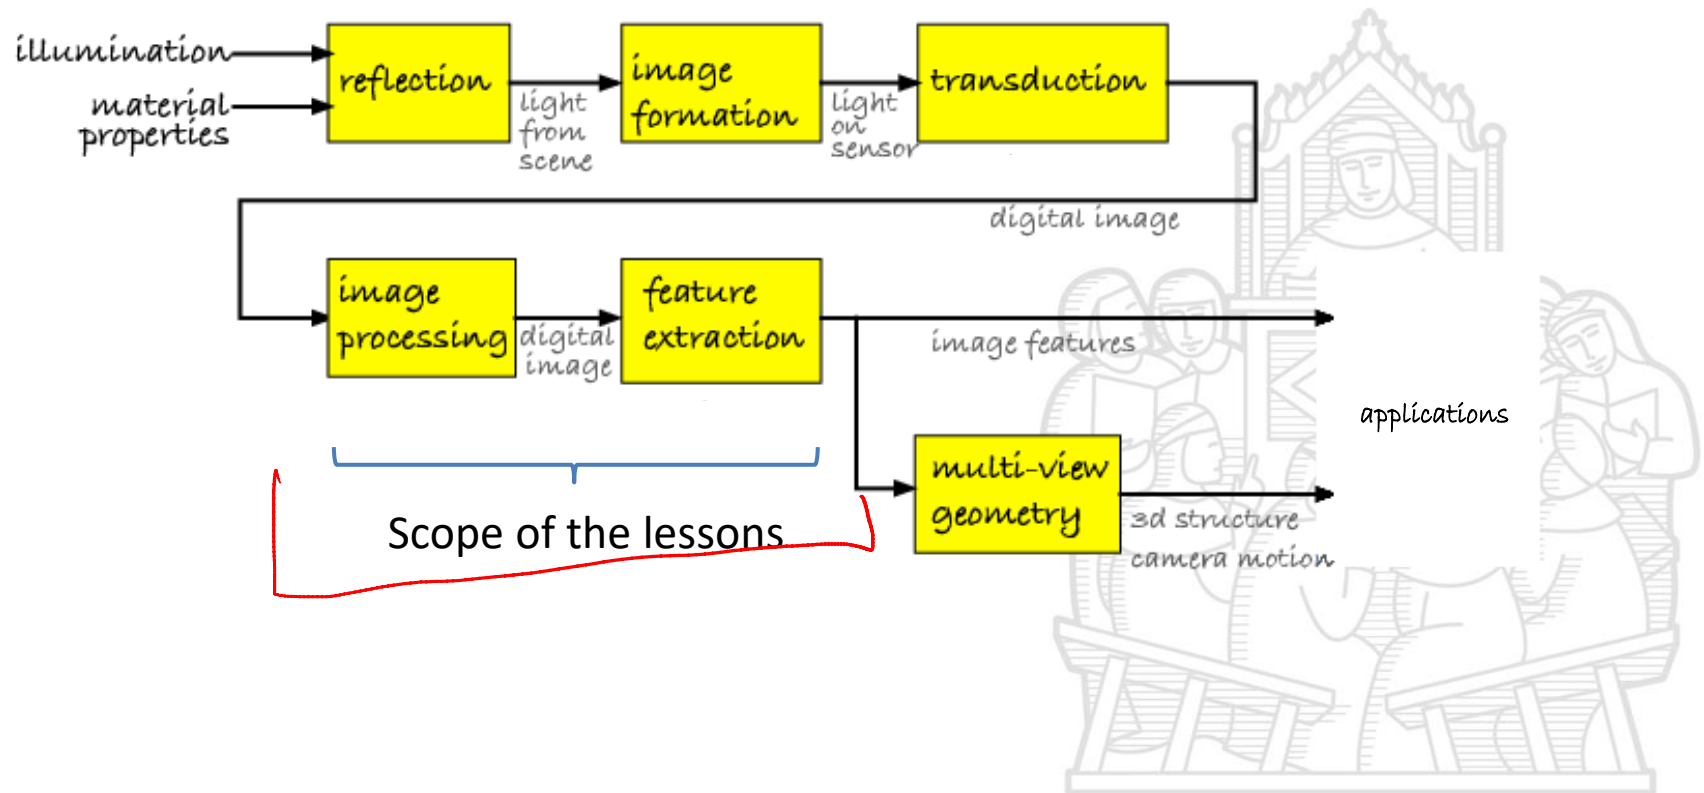 illumination
material
properties
reflection
light
from
scene
image
formation
light
on
sensor
transduction
digital image
image
processing
digital
image
feature
extraction
image features
applications
multi-view
geometry
3d structure
camera motion
Scope of the lessons